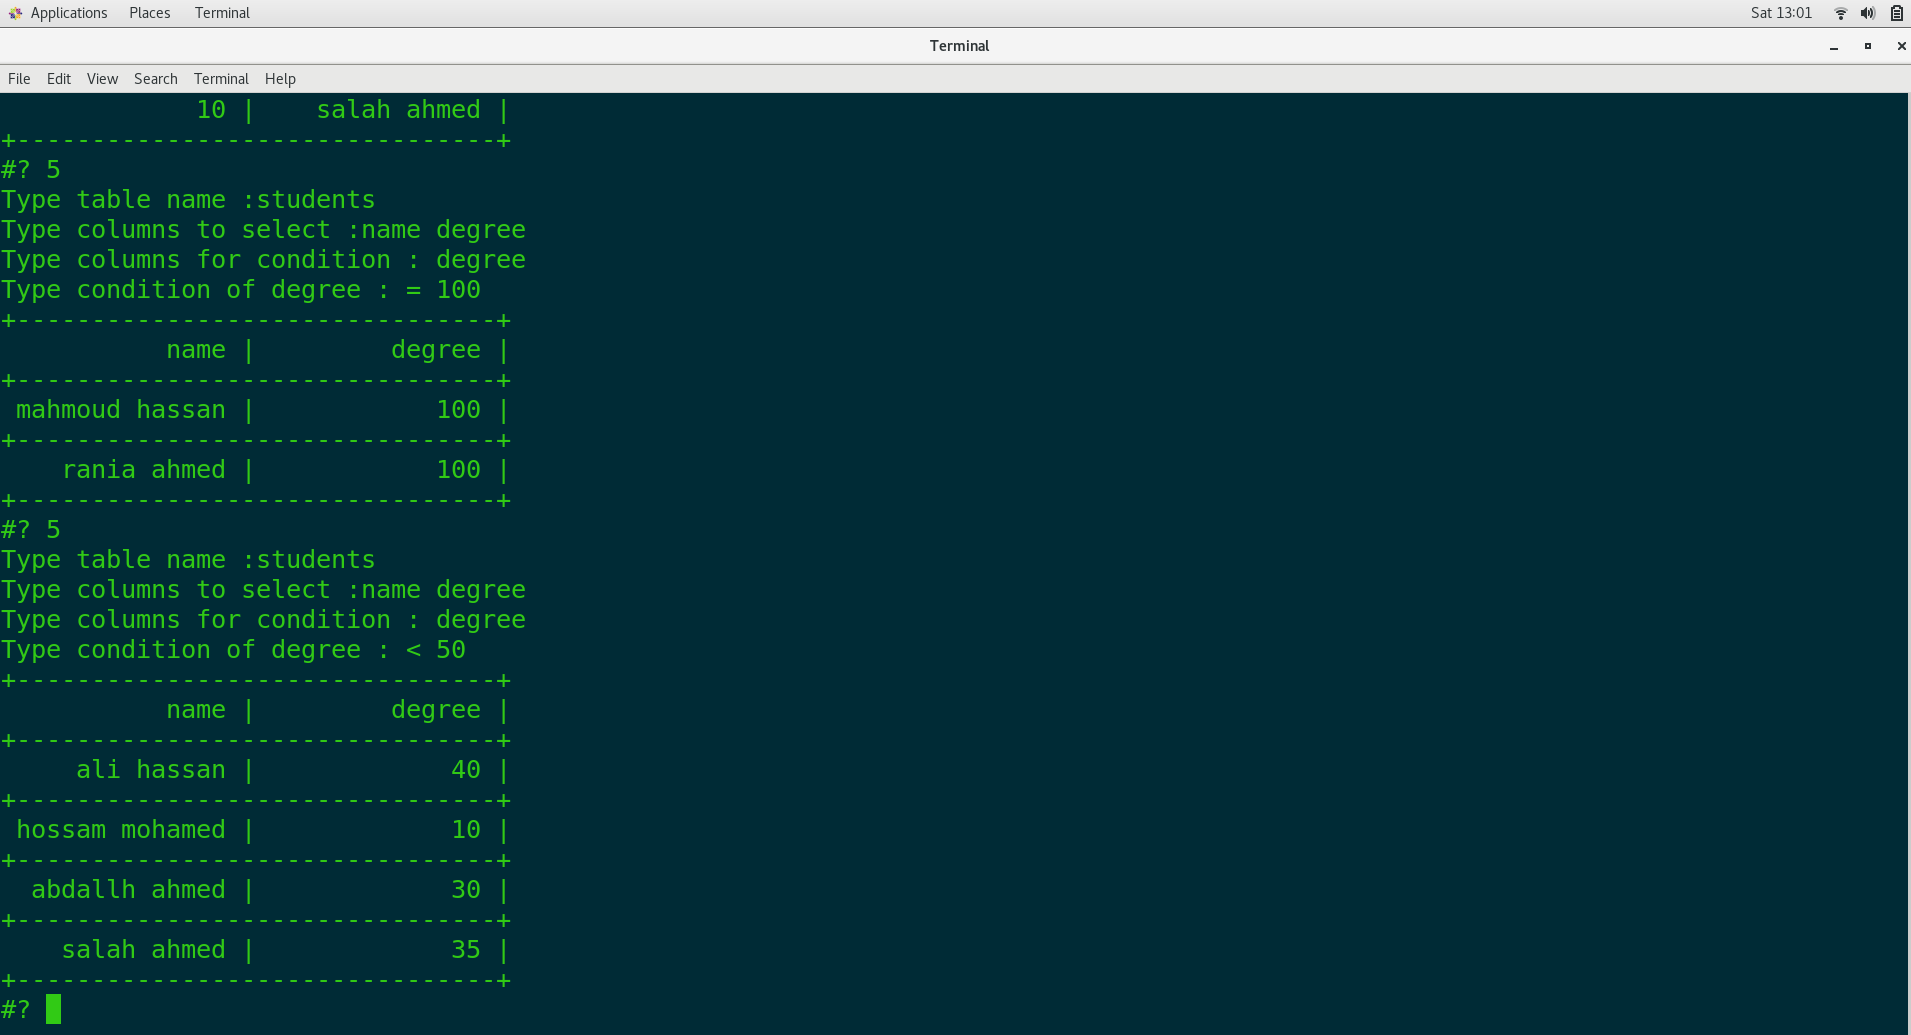 Applications Places Terminal Sat 13:01
Terminal
File Edit View Search Terminal Help
             10 |    salah ahmed |
+--------------------------------+
#? 5
Type table name :students
Type columns to select :name degree
Type columns for condition : degree
Type condition of degree : = 100
+--------------------------------+
           name |         degree |
+--------------------------------+
 mahmoud hassan |            100 |
+--------------------------------+
    rania ahmed |            100 |
+--------------------------------+
#? 5
Type table name :students
Type columns to select :name degree
Type columns for condition : degree
Type condition of degree : < 50
+--------------------------------+
           name |         degree |
+--------------------------------+
     ali hassan |             40 |
+--------------------------------+
 hossam mohamed |             10 |
+--------------------------------+
  abdallh ahmed |             30 |
+--------------------------------+
    salah ahmed |             35 |
+--------------------------------+
#?